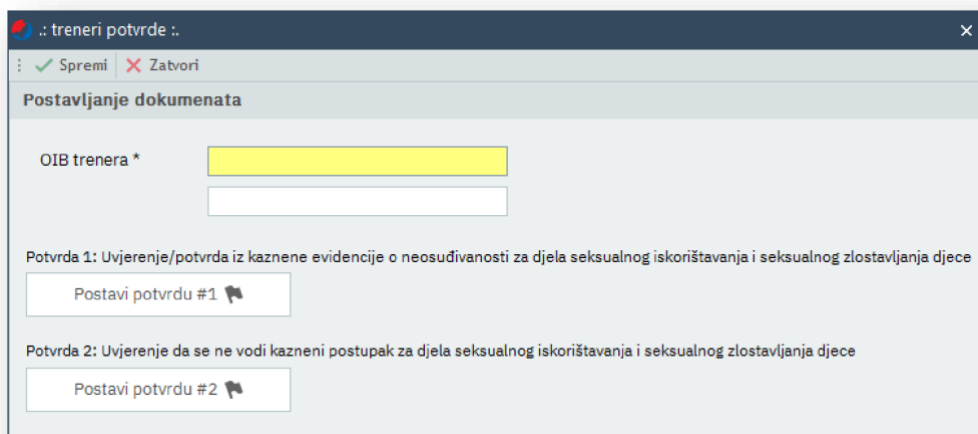 .: treneri potvrde :.
Spremi Zatvori
Postavljanje dokumenata
OIB trenera *
Potvrda 1: Uvjerenje/potvrda iz kaznene evidencije o neosuđivanosti za djela seksualnog iskorištavanja i seksualnog zlostavljanja djece
Postavi potvrdu #1
Potvrda 2: Uvjerenje da se ne vodi kazneni postupak za djela seksualnog iskorištavanja i seksualnog zlostavljanja djece
Postavi potvrdu #2